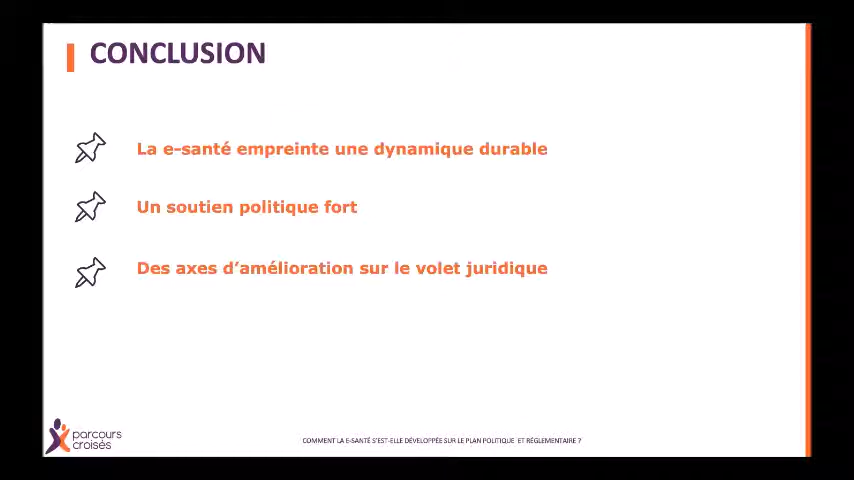 CONCLUSION
La e-santé empreinte une dynamique durable
Un soutien politique fort
Des axes d’amélioration sur le volet juridique
parcours
croisés
COMMENT LA E-SANTÉ S'EST-ELLE DÉVELOPPÉE SUR LE PLAN POLITIQUE ET RÉGLEMENTAIRE ?